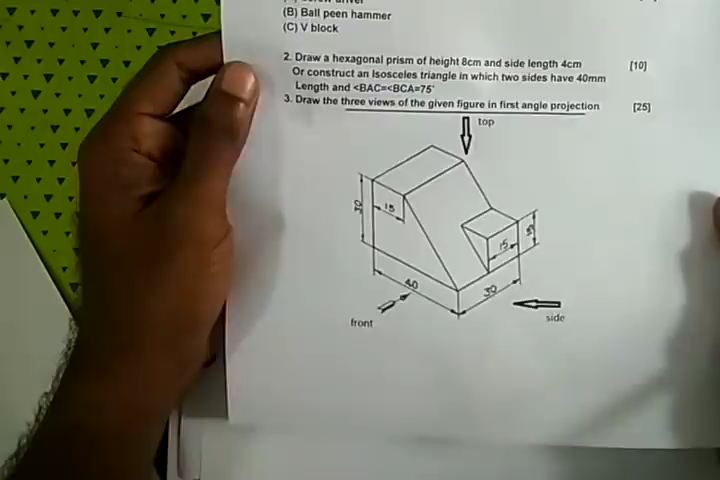 (B) Ball peen hammer
(C) V block
2. Draw a hexagonal prism of height 8cm and side length 4cm [10]
Or construct an Isosceles triangle in which two sides have 40mm
Length and <BAC=<BCA=75°
3. Draw the three views of the given figure in first angle projection [25]
top
30
15
15
40
30
front
side